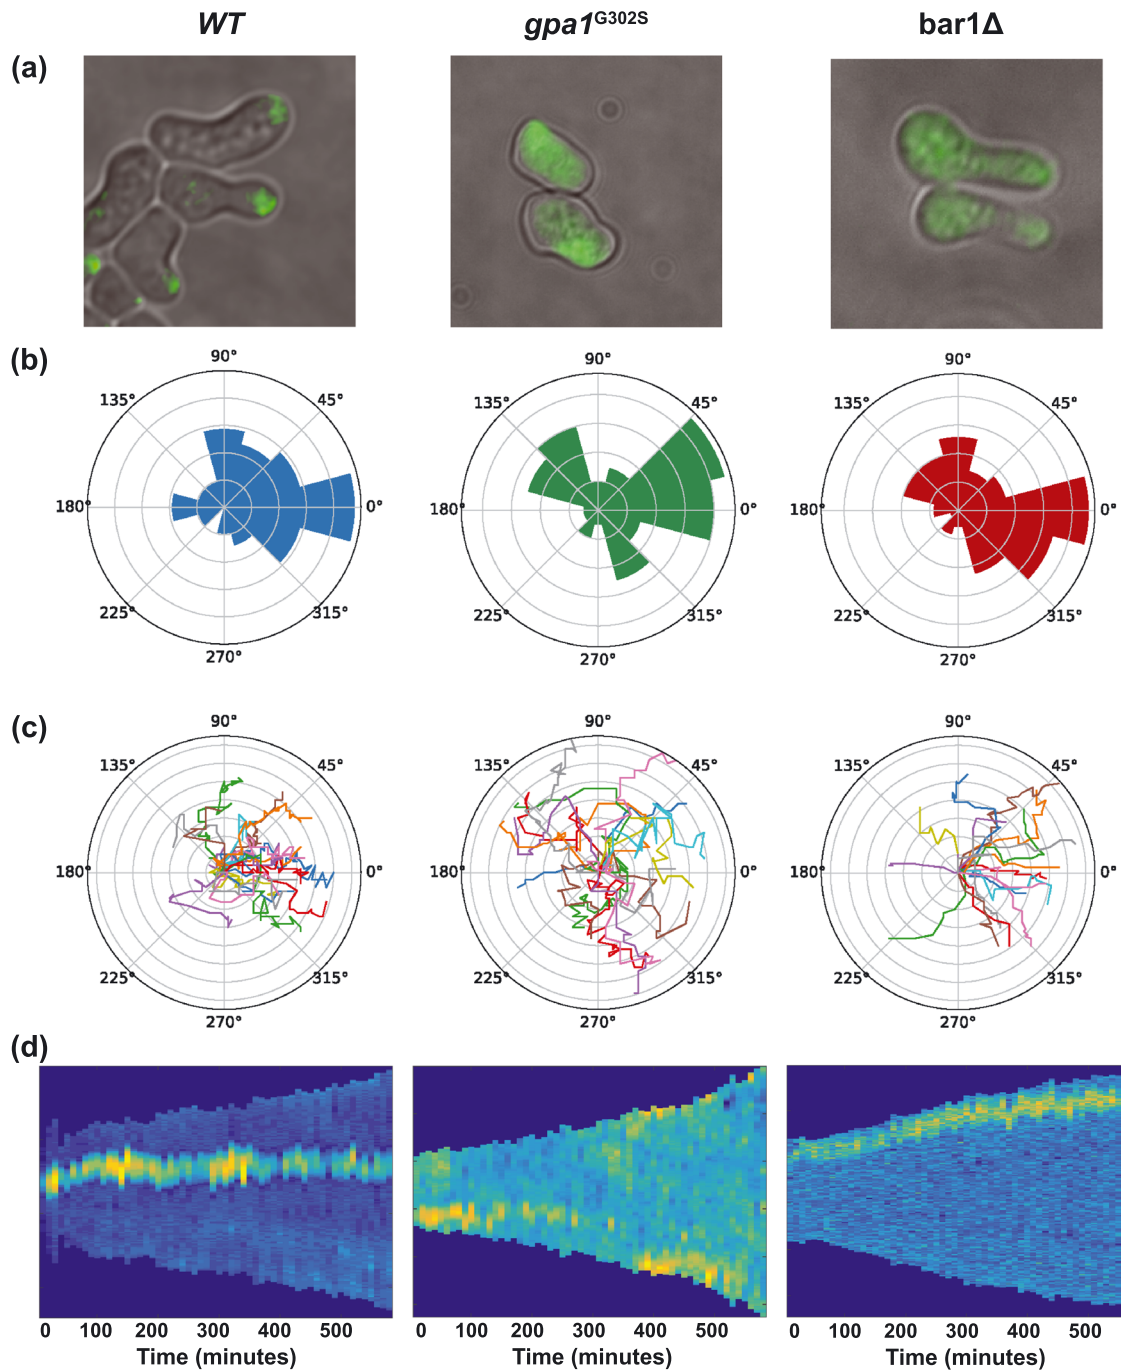 WT gpa1G302S bar1Δ
(a)
(b)
90° 90° 90°
135° 45° 135° 45° 135° 45°
180° 0° 180° 0° 180° 0°
225° 315° 225° 315° 225° 315°
270° 270° 270°
(c)
90° 90° 90°
135° 45° 135° 45° 135° 45°
180° 0° 180° 0° 180° 0°
225° 315° 225° 315° 225° 315°
270° 270° 270°
(d)
0 100 200 300 400 500 0 100 200 300 400 500 0 100 200 300 400 500
Time (minutes) Time (minutes) Time (minutes)